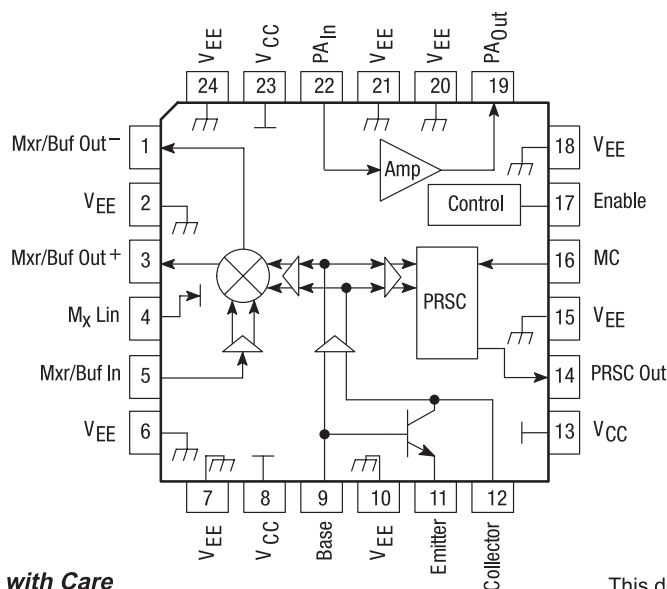 VEE
VCC
PAIn
VEE
VEE
PAOut
24
23
22
21
20
19
Mxr/Buf Out−
1
18
VEE
Amp
VEE
2
Control
17
Enable
Mxr/Buf Out+
3
16
MC
PRSC
Mx Lin
4
15
VEE
Mxr/Buf In
5
14
PRSC Out
VEE
6
13
VCC
7
8
9
10
11
12
VEE
VCC
Base
VEE
Emitter
Collector
with Care
This d